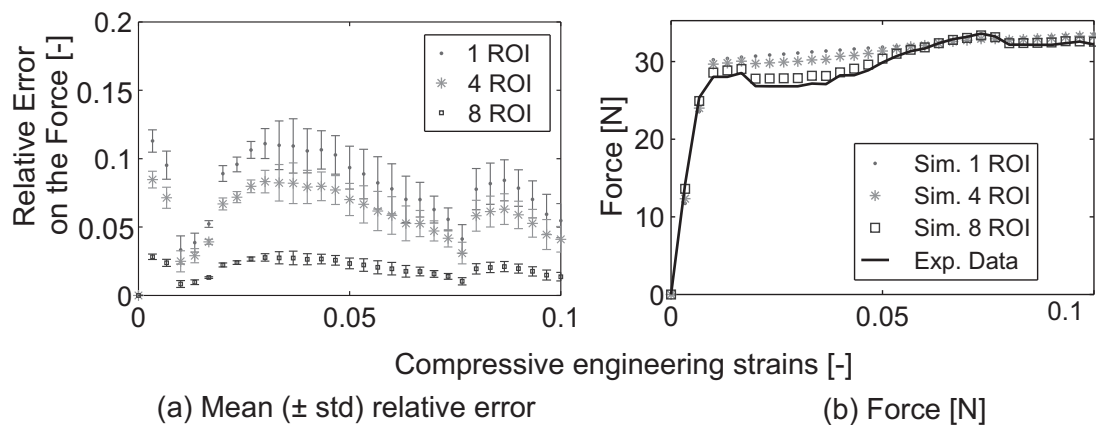 0.2
0.15
0.1
0.05
0
Relative Error
on the Force [-]
1 ROI
4 ROI
8 ROI
0
0.05
0.1
30
20
10
0
Force [N]
Sim. 1 ROI
Sim. 4 ROI
Sim. 8 ROI
Exp. Data
0
0.05
0.1
Compressive engineering strains [-]
(a) Mean (± std) relative error
(b) Force [N]